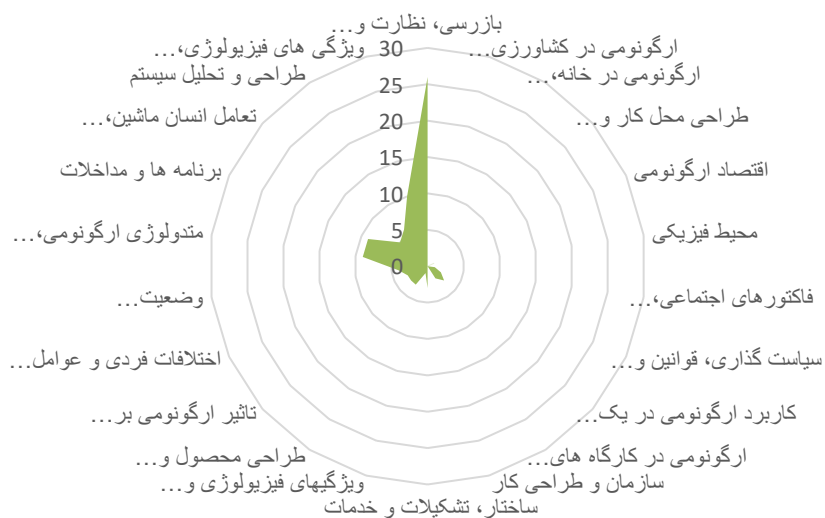 بازرسی، نظارت و...
ارگونومی در کشاورزی...
ارگونومی در خانه،...
طراحی محل کار و...
اقتصاد ارگونومی
محیط فیزیکی
فاکتورهای اجتماعی،...
سیاست گذاری، قوانین و...
کاربرد ارگونومی در یک...
ارگونومی در کارگاه های...
سازمان و طراحی کار
ساختار، تشکیلات و خدمات
ویژگیهای فیزیولوژی و...
طراحی محصول و...
تاثیر ارگونومی بر...
اختلافات فردی و عوامل...
وضعیت...
متدولوژی ارگونومی،...
برنامه ها و مداخلات
تعامل انسان ماشین،...
طراحی و تحلیل سیستم
ویژگی های فیزیولوژی،...
30
25
20
15
10
5
0